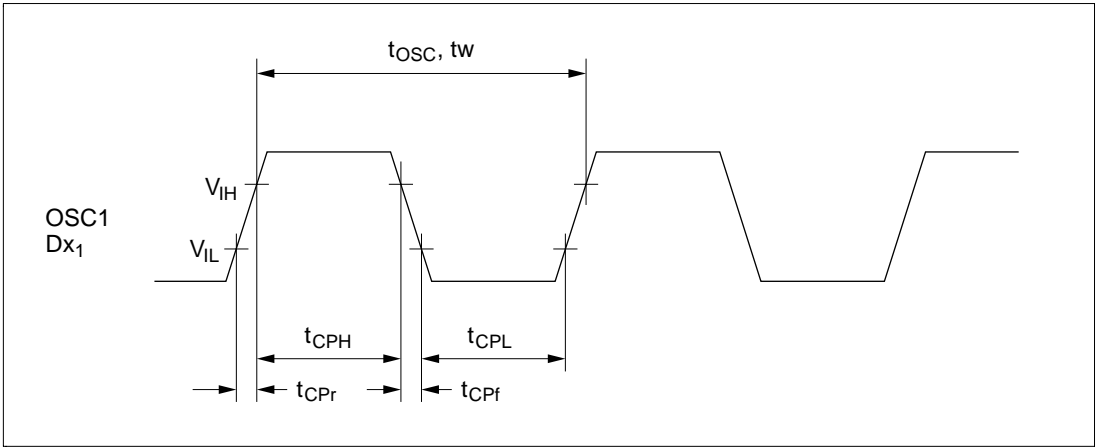 tOSC, tw
VIH
OSC1
Dx1
VIL
tCPH
tCPL
tCPr
tCPf